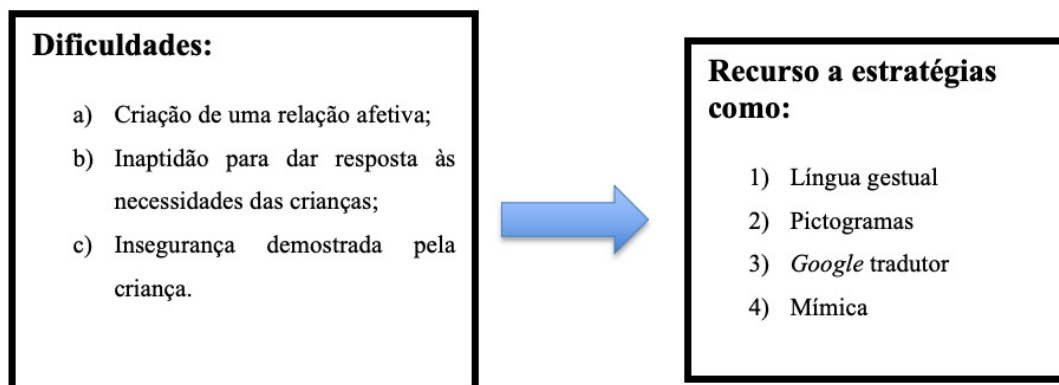 Dificuldades:
a) Criação de uma relação afetiva;
b) Inaptidão para dar resposta às
necessidades das crianças;
c) Insegurança demostrada pela
criança.
Recurso a estratégias
como:
1) Língua gestual
2) Pictogramas
3) Google tradutor
4) Mímica